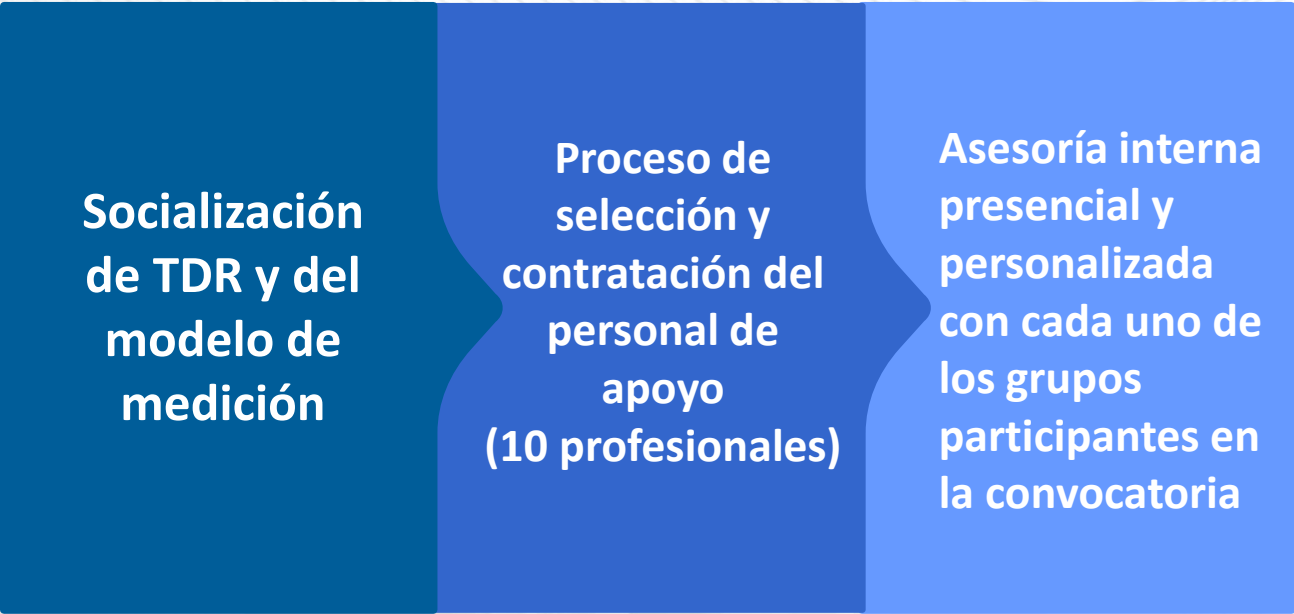 Socialización
de TDR y del
modelo de
medición
Proceso de
selección y
contratación del
personal de
apoyo
(10 profesionales)
Asesoría interna
presencial y
personalizada
con cada uno de
los grupos
participantes en
la convocatoria